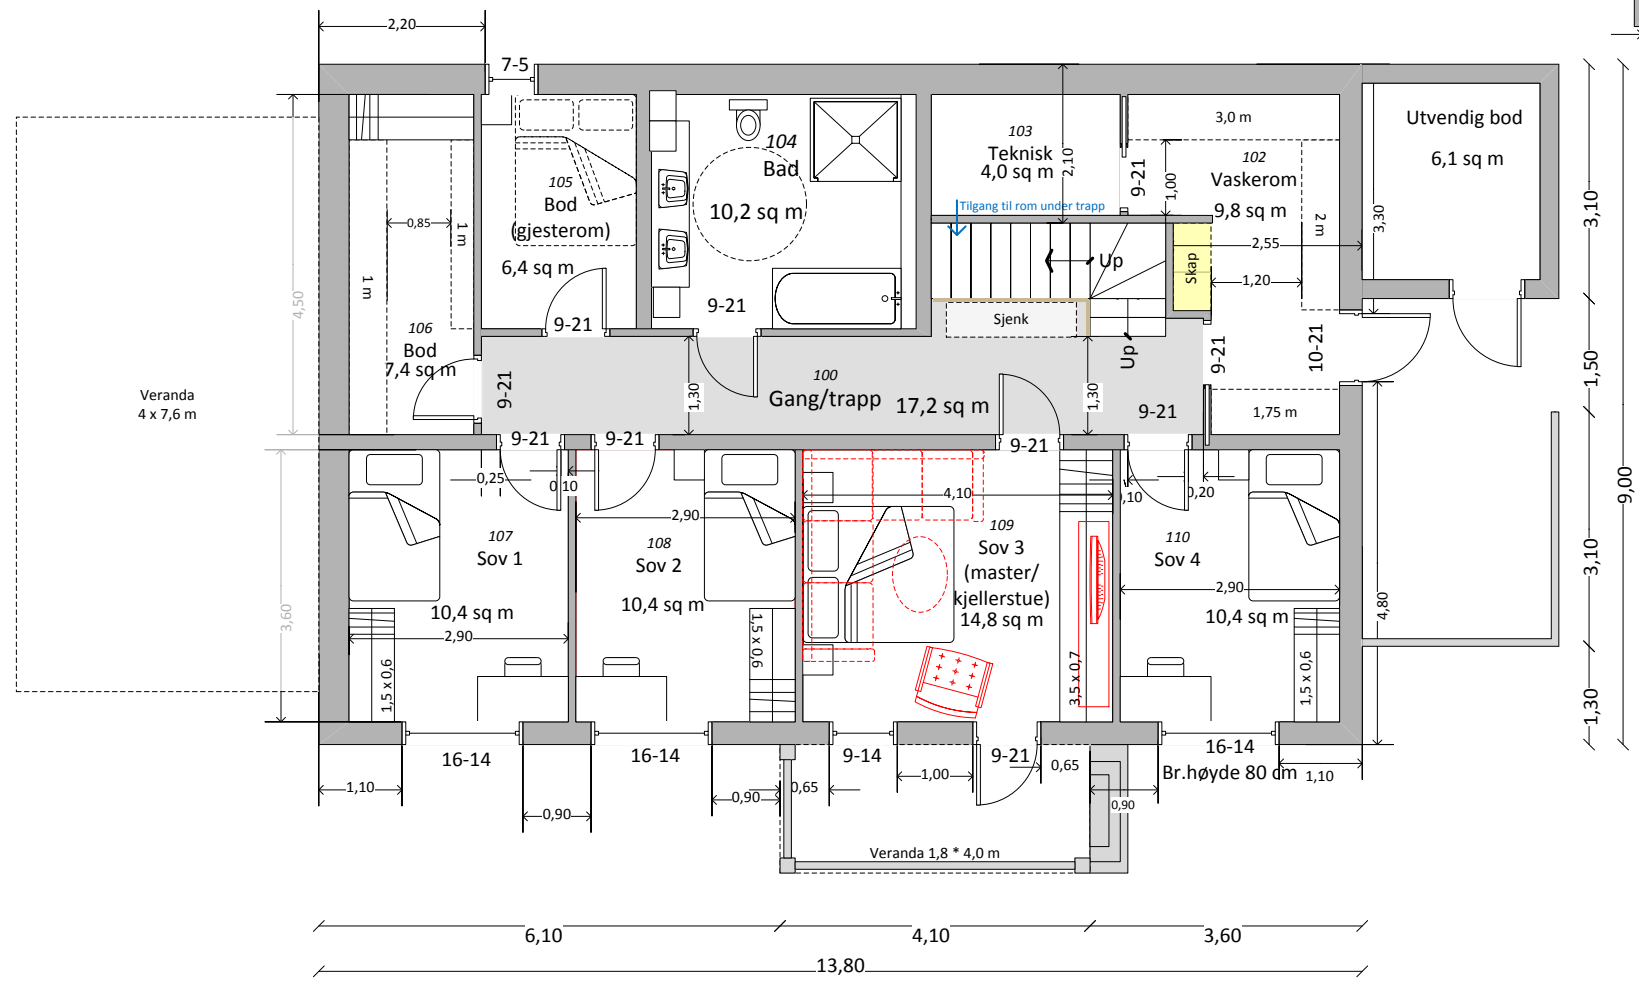 2,20
7-5
3,0 m
Utvendig bod
6,1 sq m
103
Teknisk
4,0 sq m
2,10
9-21
1,00
102
Vaskerom
9,8 sq m
104
Bad
10,2 sq m
105
Bod
(gjesterom)
6,4 sq m
0,85
1 m
1 m
4,50
Tilgang til rom under trapp
2 m
3,30
3,10
2,55
Skap
1,20
Up
Sjenk
Up
9-21
9-21
106
Bod
7,4 sq m
9-21
9-21
10-21
1,50
Veranda
4 x 7,6 m
1,30
100
Gang/trapp
17,2 sq m
1,30
9-21
1,75 m
9-21
9-21
9-21
0,25
0,10
4,10
0,10
0,20
9,00
2,90
107
Sov 1
10,4 sq m
2,90
108
Sov 2
10,4 sq m
109
Sov 3
(master/
kjellerstue)
14,8 sq m
110
Sov 4
2,90
10,4 sq m
3,10
4,80
3,60
1,5 x 0,6
1,5 x 0,6
3,5 x 0,7
1,5 x 0,6
1,30
16-14
16-14
9-14
9-21
16-14
Br.høyde 80 cm
1,10
0,90
0,90
0,65
1,00
0,65
0,90
1,10
Veranda 1,8 * 4,0 m
6,10
4,10
3,60
13,80